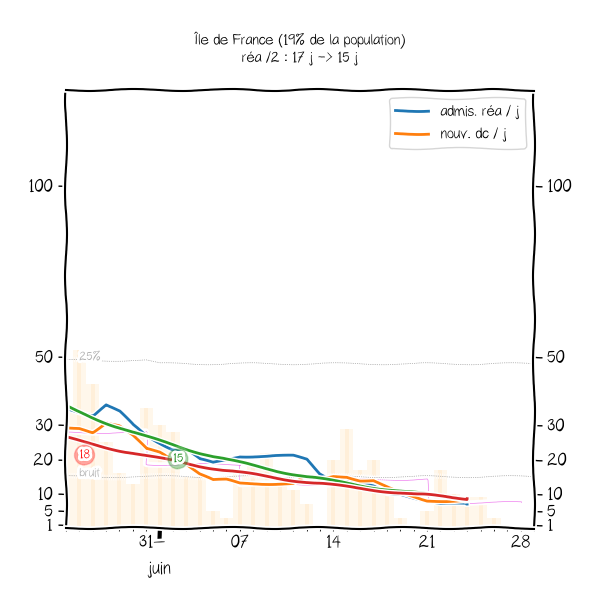 Île de France (19% de la population)
réa /2 : 17 j -> 15 j
admis. réa / j
nouv. dc / j
100 100
50 50
25%
30 30
20 20
18 15
bruit
10 10
5 5
1 1
31 07 14 21 28
juin